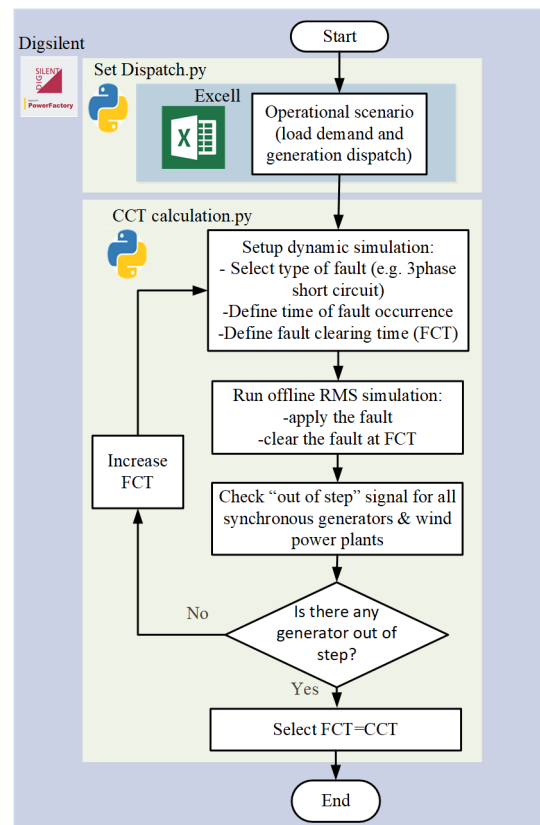 Start
Digsilent
DIG SILENT
PowerFactory
Set Dispatch.py
Excell
X
Operational scenario
(load demand and
generation dispatch)
CCT calculation.py
Setup dynamic simulation:
- Select type of fault (e.g. 3phase
short circuit)
-Define time of fault occurrence
-Define fault clearing time (FCT)
Run offline RMS simulation:
-apply the fault
-clear the fault at FCT
Increase
FCT
Check “out of step” signal for all
synchronous generators & wind
power plants
No
Is there any
generator out of
step?
Yes
Select FCT=CCT
End